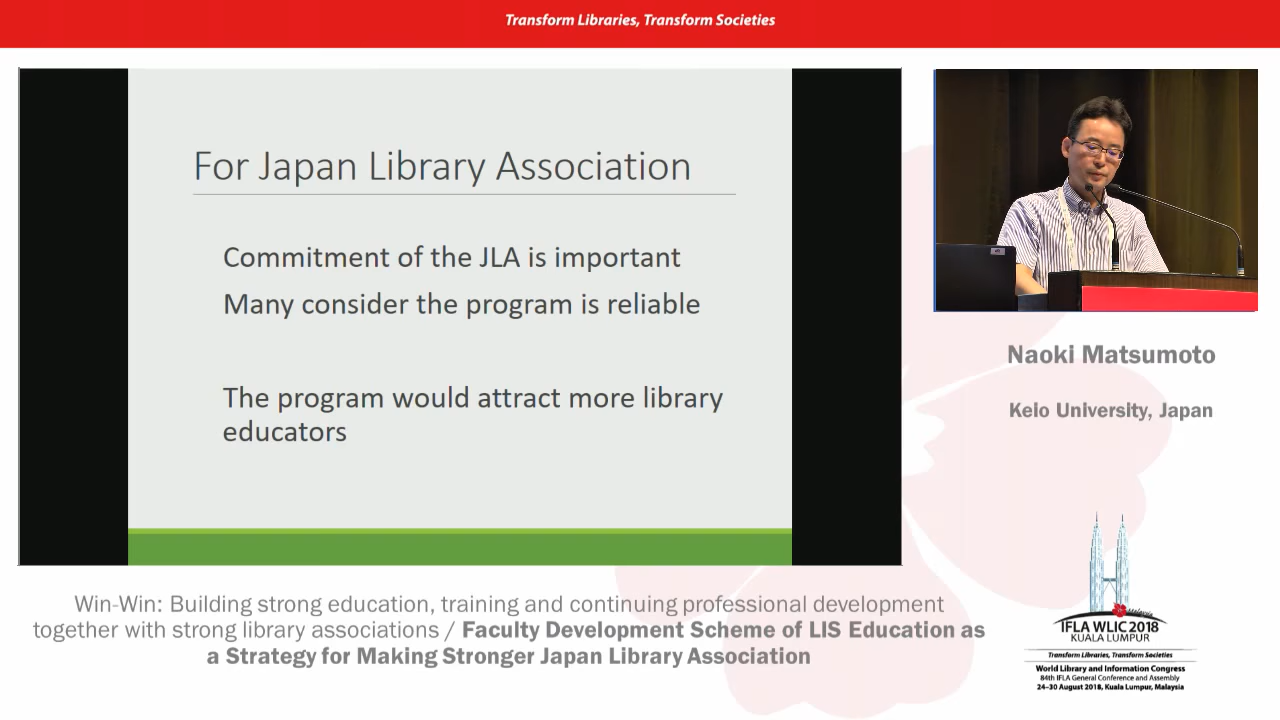 Transform Libraries, Transform Societies
For Japan Library Association
Commitment of the JLA is important
Many consider the program is reliable
The program would attract more library
educators
Naoki Matsumoto
Keio University, Japan
Win-Win: Building strong education, training and continuing professional development
together with strong library associations / Faculty Development Scheme of LIS Education as
a Strategy for Making Stronger Japan Library Association
Malaysia
IFLA WLIC 2018
KUALA LUMPUR
Transform Libraries, Transform Societies
World Library and Information Congress
84th IFLA General Conference and Assembly
24–30 August 2018, Kuala Lumpur, Malaysia